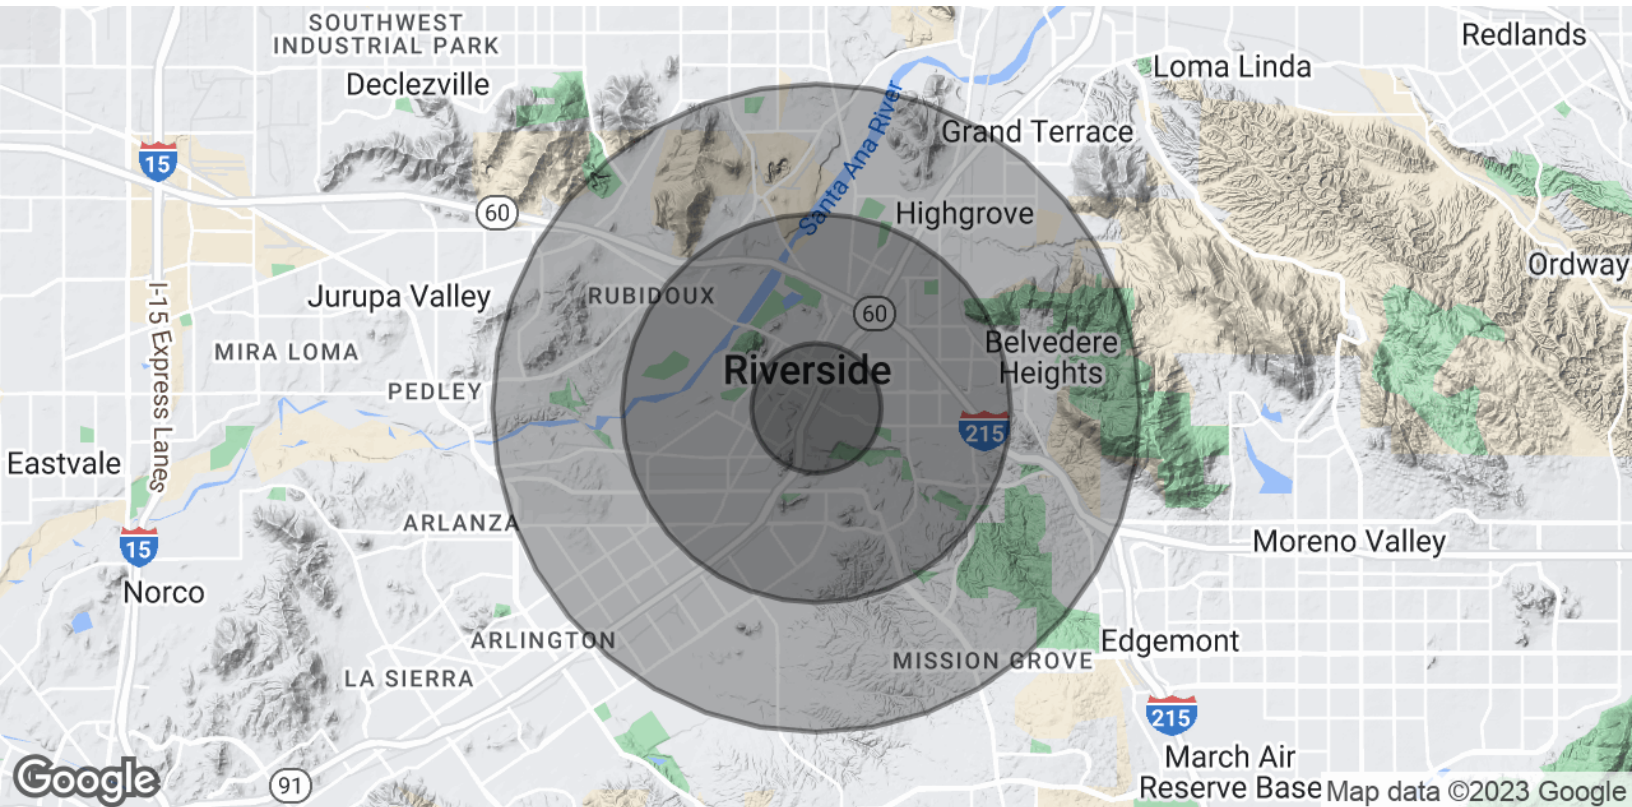 SOUTHWEST
INDUSTRIAL PARK
Redlands
Loma Linda
Declezville
Grand Terrace
15
Santa Ana River
60
Highgrove
Ordway
Jurupa Valley
RUBIDOUX
60
I-15 Express Lanes
MIRA LOMA
Belvedere
Heights
Riverside
PEDLEY
215
Eastvale
ARLANZA
15
Moreno Valley
Norco
ARLINGTON
Edgemont
MISSION GROVE
LA SIERRA
215
March Air
Reserve Base
Google
91
Map data ©2023 Google